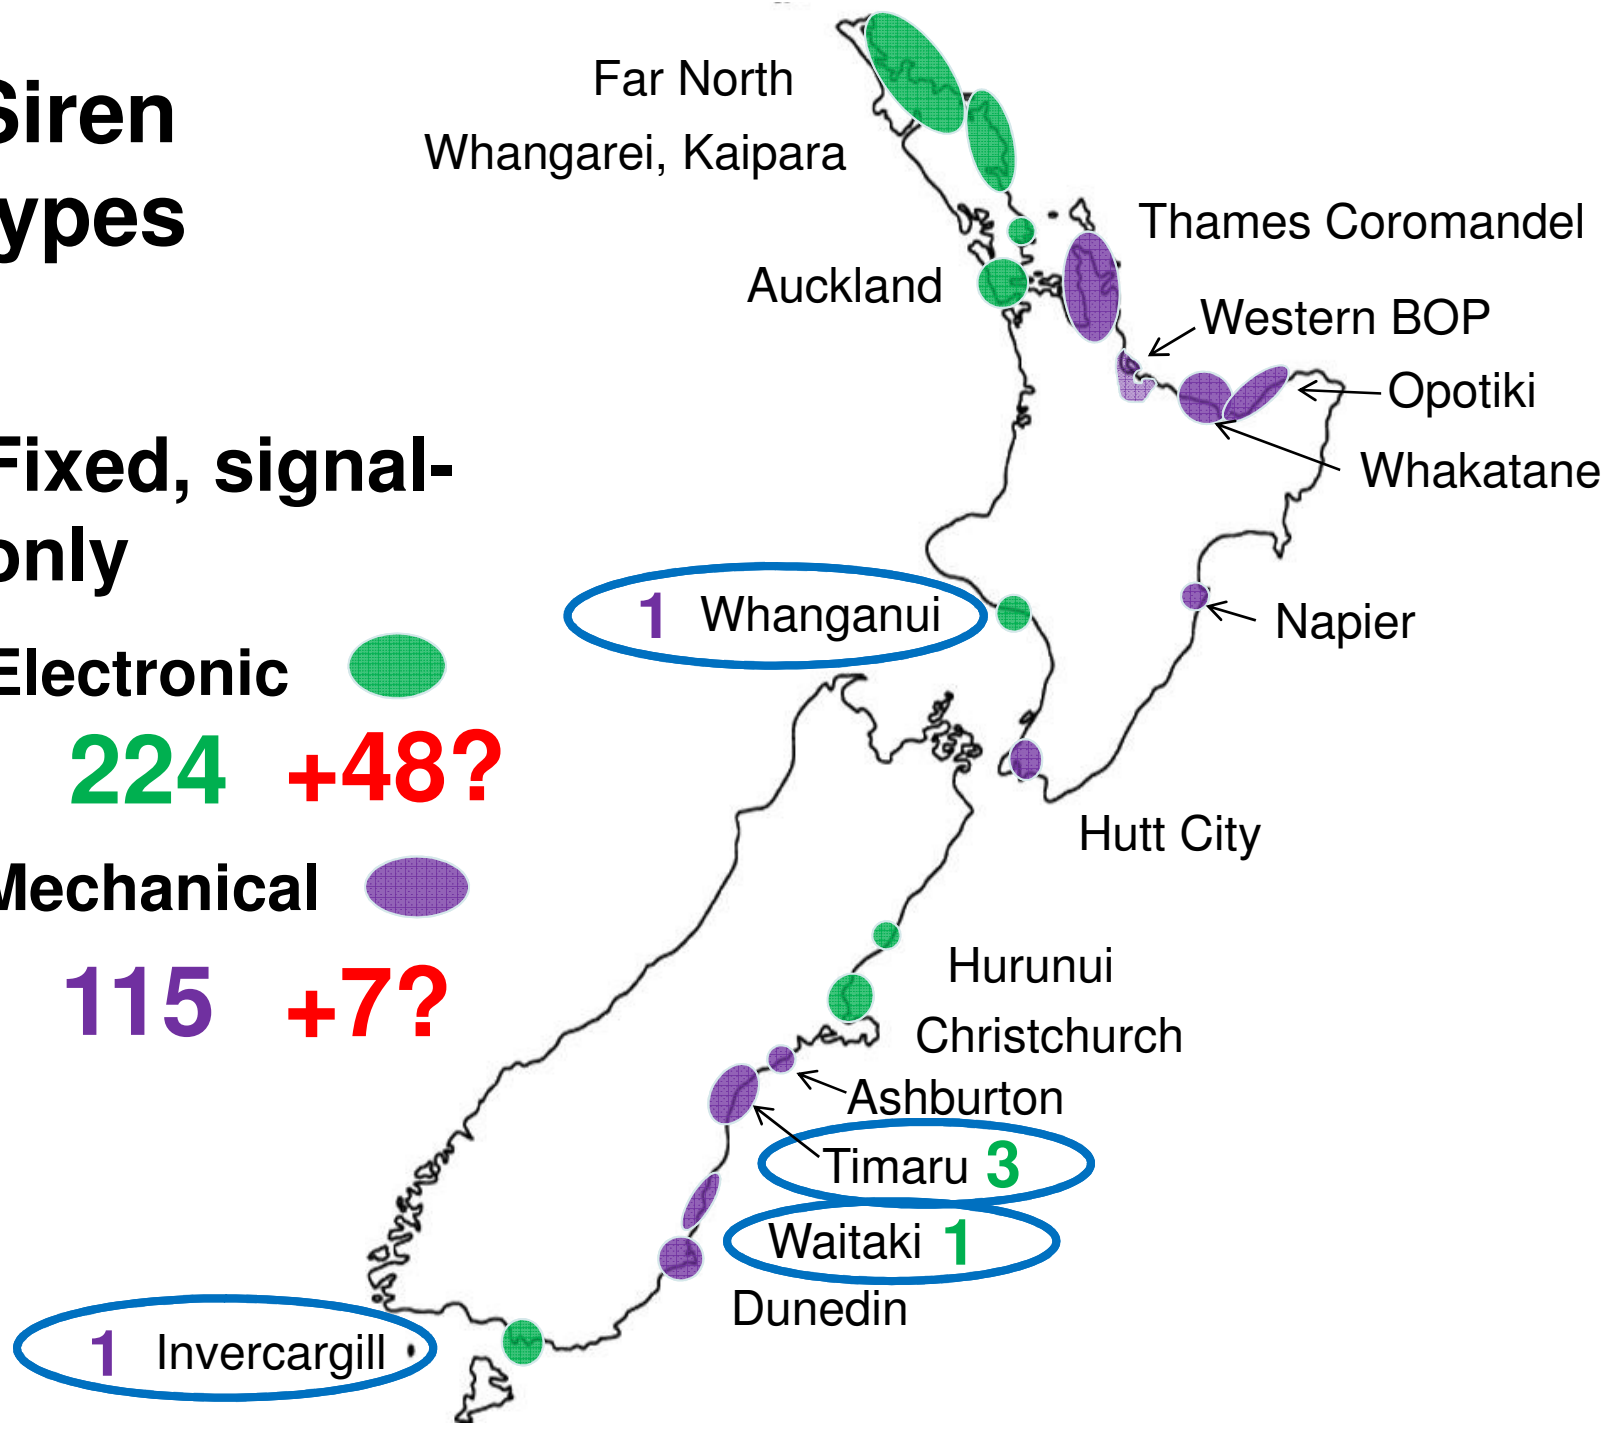 Siren
ypes
Fixed, signal-
only
Electronic
224 +48?
Mechanical
115 +7?
Far North
Whangarei, Kaipara
Auckland
Thames Coromandel
Western BOP
Opotiki
Whakatane
1 Whanganui
Napier
Hutt City
Hurunui
Christchurch
Ashburton
Timaru 3
Waitaki 1
Dunedin
1 Invercargill